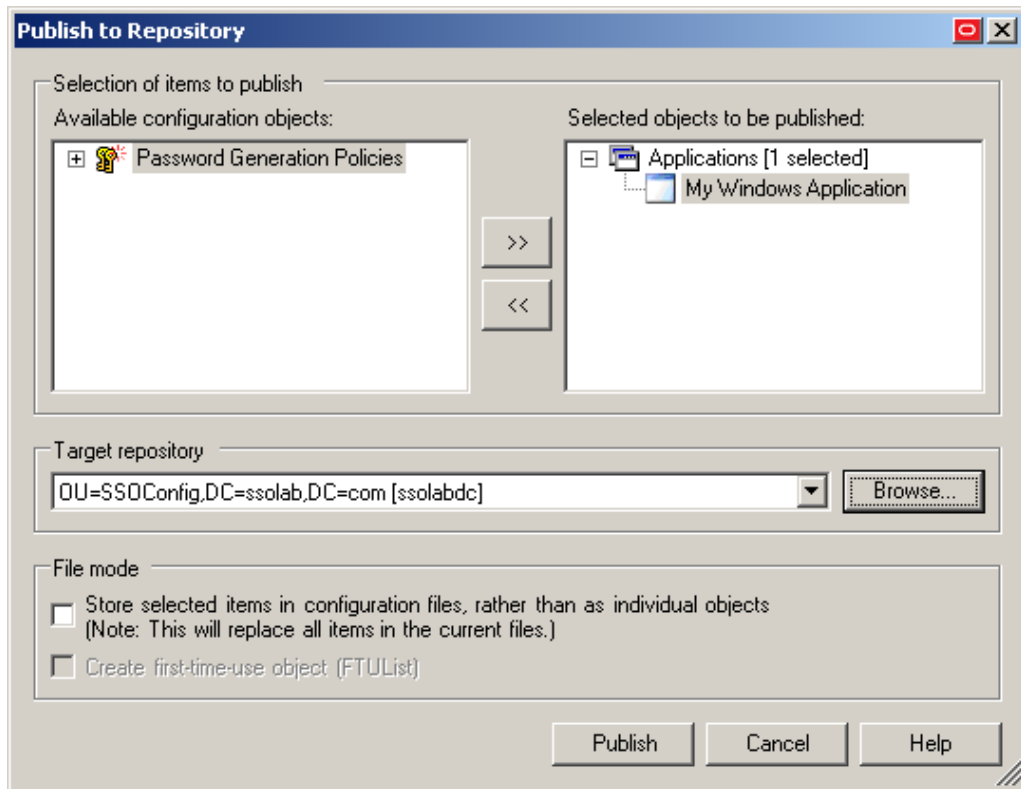 Publish to Repository
Selection of items to publish
Available configuration objects:
Selected objects to be published:
Password Generation Policies
Applications [1 selected]
My Windows Application
>>
<<
Target repository
OU=SSOConfig,DC=ssolab,DC=com [ssolabdc]
Browse...
File mode
Store selected items in configuration files, rather than as individual objects
(Note: This will replace all items in the current files.)
Create first-time-use object (FTUList)
Publish
Cancel
Help